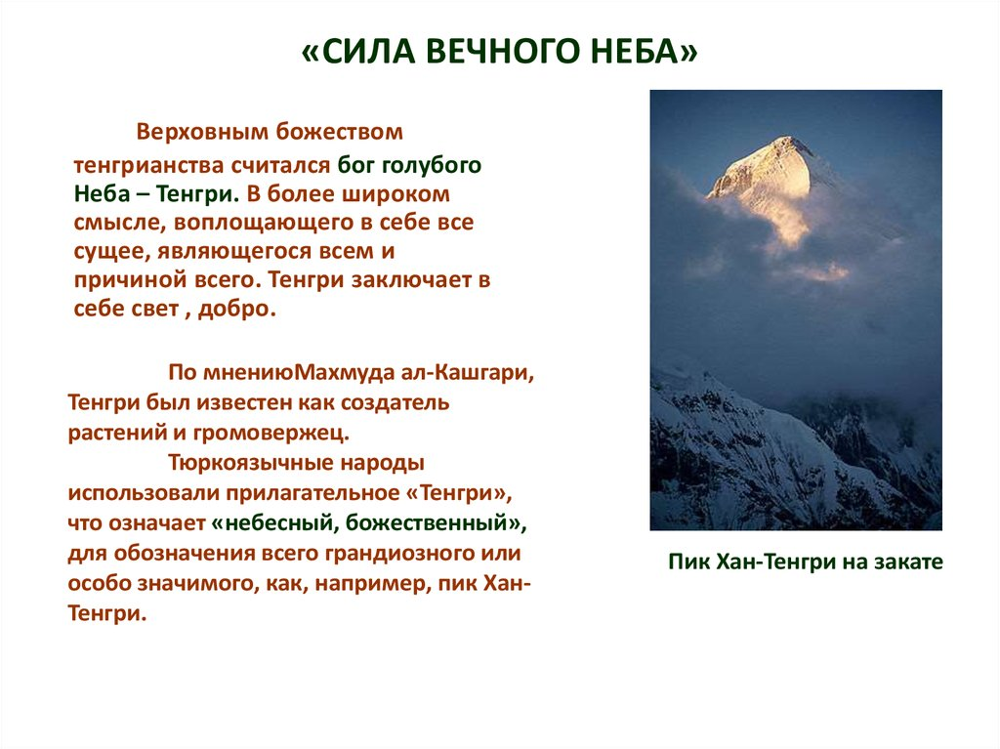 «СИЛА ВЕЧНОГО НЕБА»
Верховным божеством
тенгрианства считался бог голубого
Неба – Тенгри. В более широком
смысле, воплощающего в себе все
сущее, являющегося всем и
причиной всего. Тенгри заключает в
себе свет , добро.
По мнениюМахмуда ал-Кашгари,
Тенгри был известен как создатель
растений и громовержец.
Тюркоязычные народы
использовали прилагательное «Тенгри»,
что означает «небесный, божественный»,
для обозначения всего грандиозного или
особо значимого, как, например, пик Хан-
Тенгри.
Пик Хан-Тенгри на закате